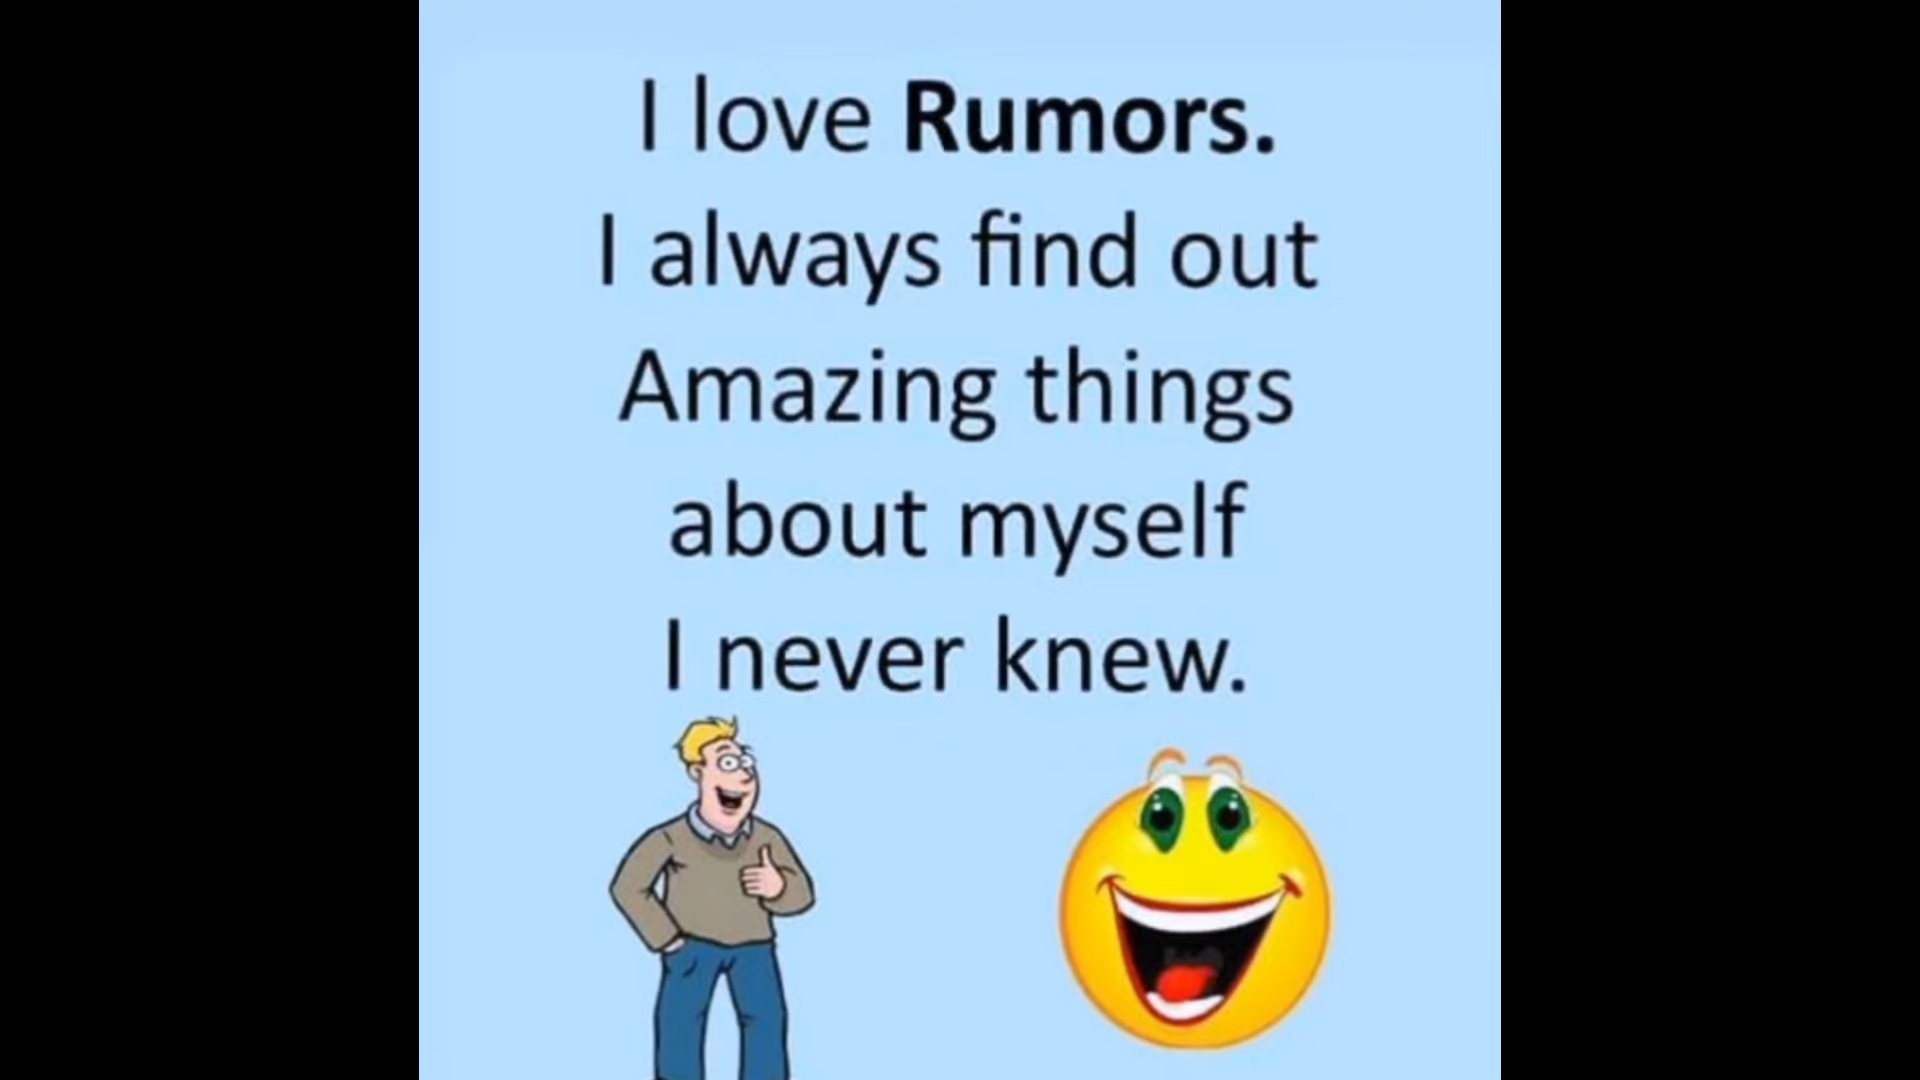 I love Rumors.
I always find out
Amazing things
about myself
I never knew.